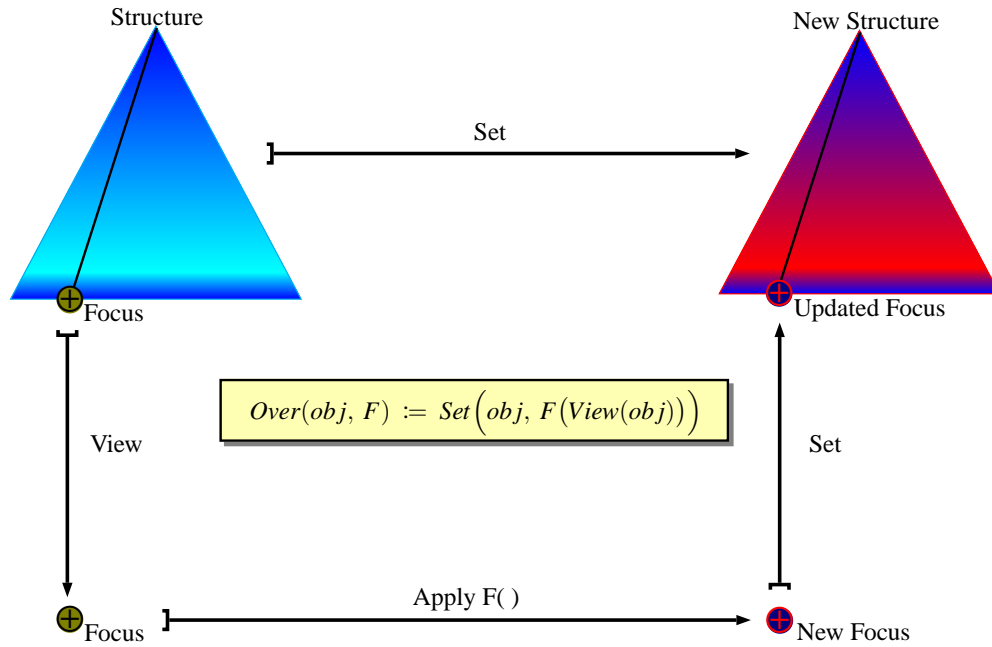 Structure
New Structure
Set
Focus
Updated Focus
Over(obj, F) := Set(obj, F(View(obj)))
View
Set
Apply F( )
Focus
New Focus